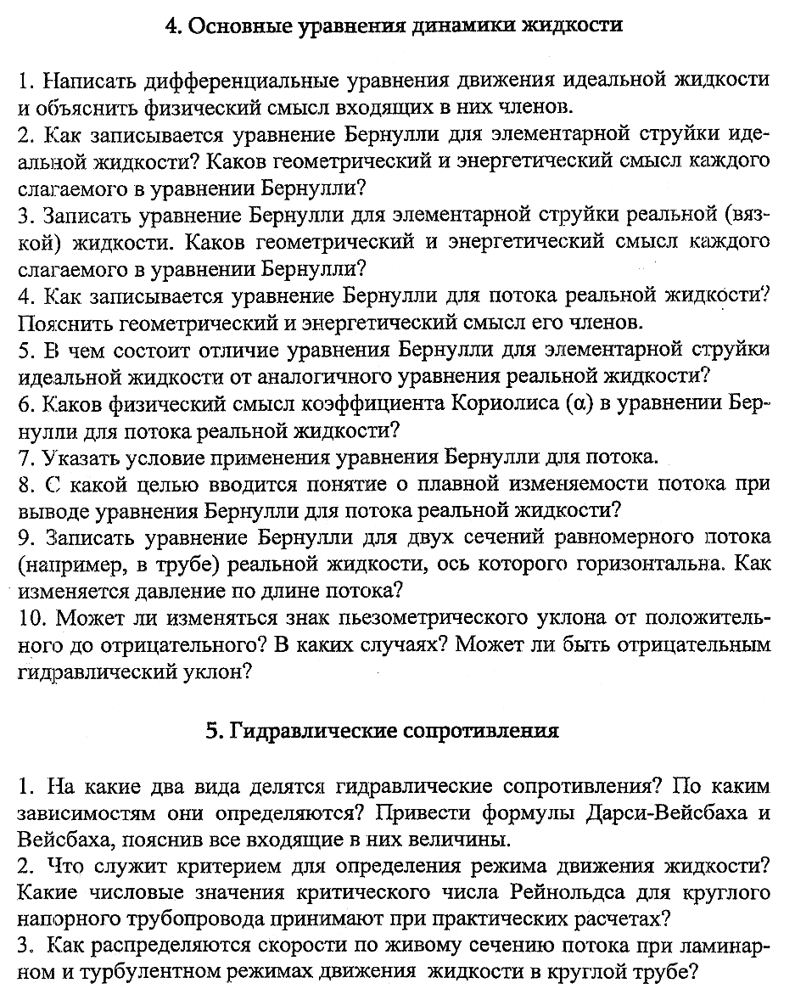 4. Основные уравнения динамики жидкости
1. Написать дифференциальные уравнения движения идеальной жидкости
и объяснить физический смысл входящих в них членов.
2. Как записывается уравнение Бернулли для элементарной струйки иде-
альной жидкости? Каков геометрический и энергетический смысл каждого
слагаемого в уравнении Бернулли?
3. Записать уравнение Бернулли для элементарной струйки реальной (вяз-
кой) жидкости. Каков геометрический и энергетический смысл каждого
слагаемого в уравнении Бернулли?
4. Как записывается уравнение Бернулли для потока реальной жидкости?
Пояснить геометрический и энергетический смысл его членов.
5. В чем состоит отличие уравнения Бернулли для элементарной струйки
идеальной жидкости от аналогичного уравнения реальной жидкости?
6. Каков физический смысл коэффициента Кориолиса (α) в уравнении Бер-
нулли для потока реальной жидкости?
7. Указать условие применения уравнения Бернулли для потока.
8. С какой целью вводится понятие о плавной изменяемости потока при
выводе уравнения Бернулли для потока реальной жидкости?
9. Записать уравнение Бернулли для двух сечений равномерного потока
(например, в трубе) реальной жидкости, ось которого горизонтальна. Как
изменяется давление по длине потока?
10. Может ли изменяться знак пьезометрического уклона от положитель-
ного до отрицательного? В каких случаях? Может ли быть отрицательным
гидравлический уклон?
5. Гидравлические сопротивления
1. На какие два вида делятся гидравлические сопротивления? По каким
зависимостям они определяются? Привести формулы Дарси-Вейсбаха и
Вейсбаха, пояснив все входящие в них величины.
2. Что служит критерием для определения режима движения жидкости?
Какие числовые значения критического числа Рейнольдса для круглого
напорного трубопровода принимают при практических расчетах?
3. Как распределяются скорости по живому сечению потока при ламинар-
ном и турбулентном режимах движения жидкости в круглой трубе?